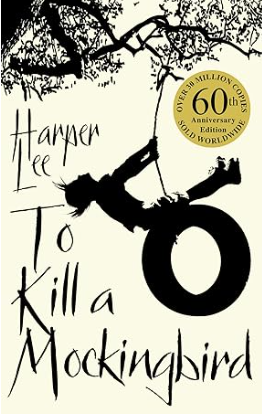 Harper
Lee
OVER 30 MILLION COPIES
60th
Anniversary
Edition
SOLD WORLDWIDE
To
Kill a
Mockingbird